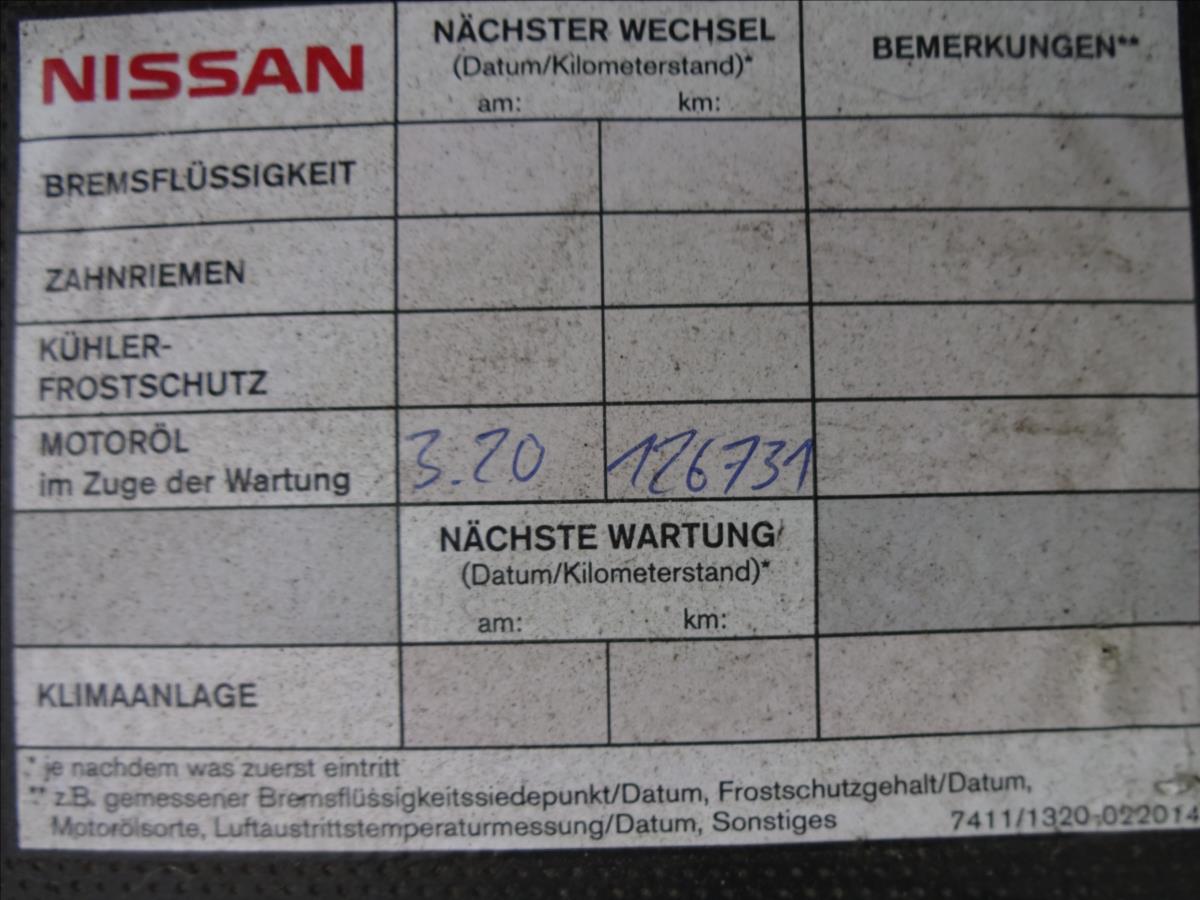 NISSAN
NÄCHSTER WECHSEL
(Datum/Kilometerstand)*
am: km:
BEMERKUNGEN**
BREMSFLÜSSIGKEIT
ZAHNRIEMEN
KÜHLER-
FROSTSCHUTZ
MOTORÖL
im Zuge der Wartung
3.20 126731
NÄCHSTE WARTUNG
(Datum/Kilometerstand)*
am: km:
KLIMAANLAGE
* je nachdem was zuerst eintritt
** z.B. gemessener Bremsflüssigkeitssiedepunkt/Datum, Frostschutzgehalt/Datum,
Motorölsorte, Luftaustrittstemperaturmessung/Datum, Sonstiges 7411/1320-022014